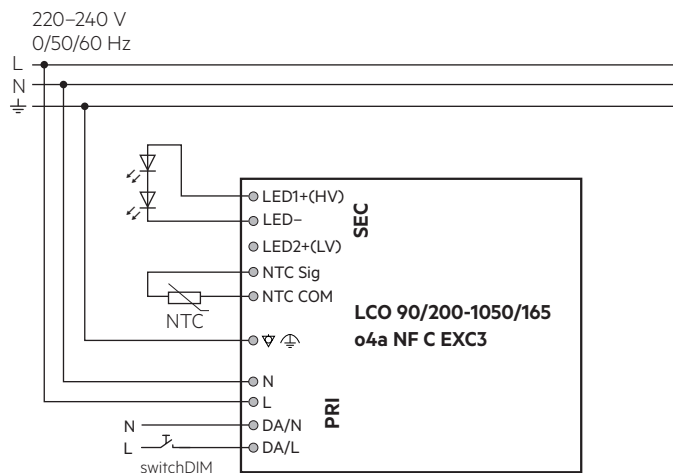 220–240 V
0/50/60 Hz
L
N
LED1+(HV)
LED–
SEC
LED2+(LV)
NTC Sig
NTC COM
NTC
LCO 90/200-1050/165
o4a NF C EXC3
N
L
PRI
N DA/N
L DA/L
switchDIM